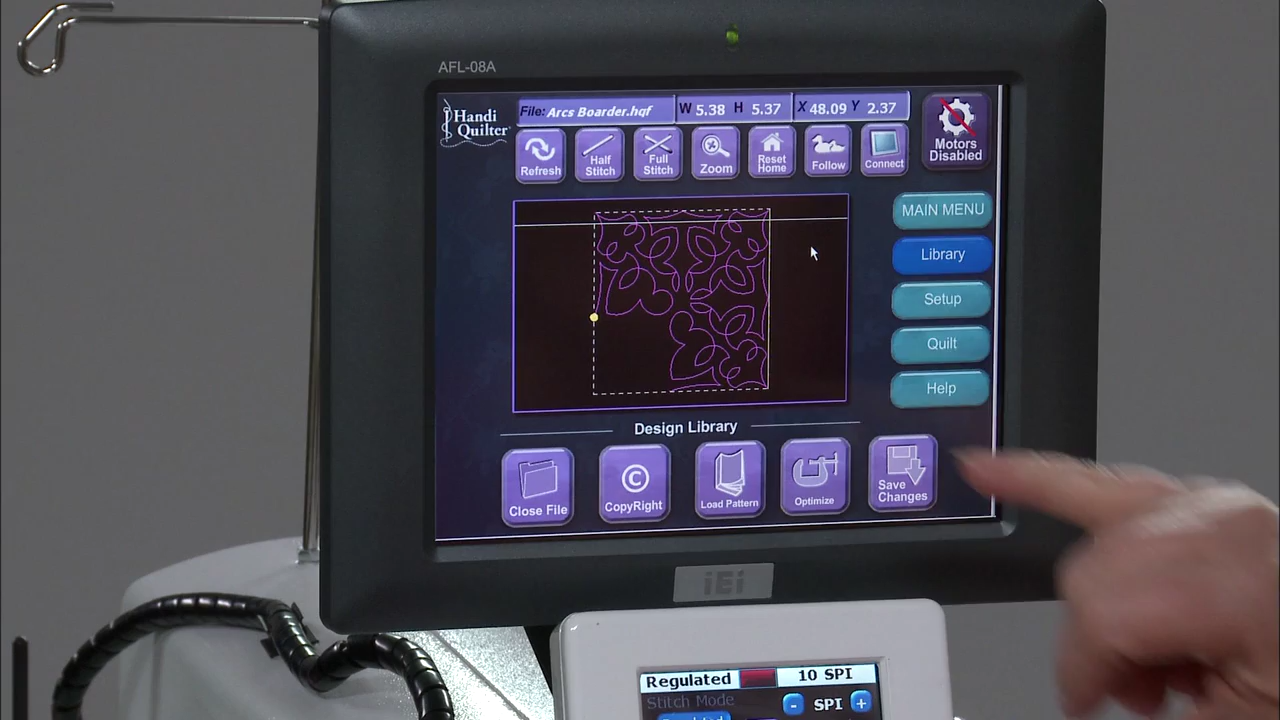 AFL-08A
Handi Quilter
File: Arcs Boarder.hqf W 5.38 H 5.37 X 48.09 Y 2.37
Motors Disabled
Refresh
Half Stitch
Full Stitch
Zoom
Reset Home
Follow
Connect
MAIN MENU
Library
Setup
Quilt
Help
Design Library
Close File
© CopyRight
Load Pattern
Optimize
Save Changes
iEi
Regulated 10 SPI
Stitch Mode - SPI +